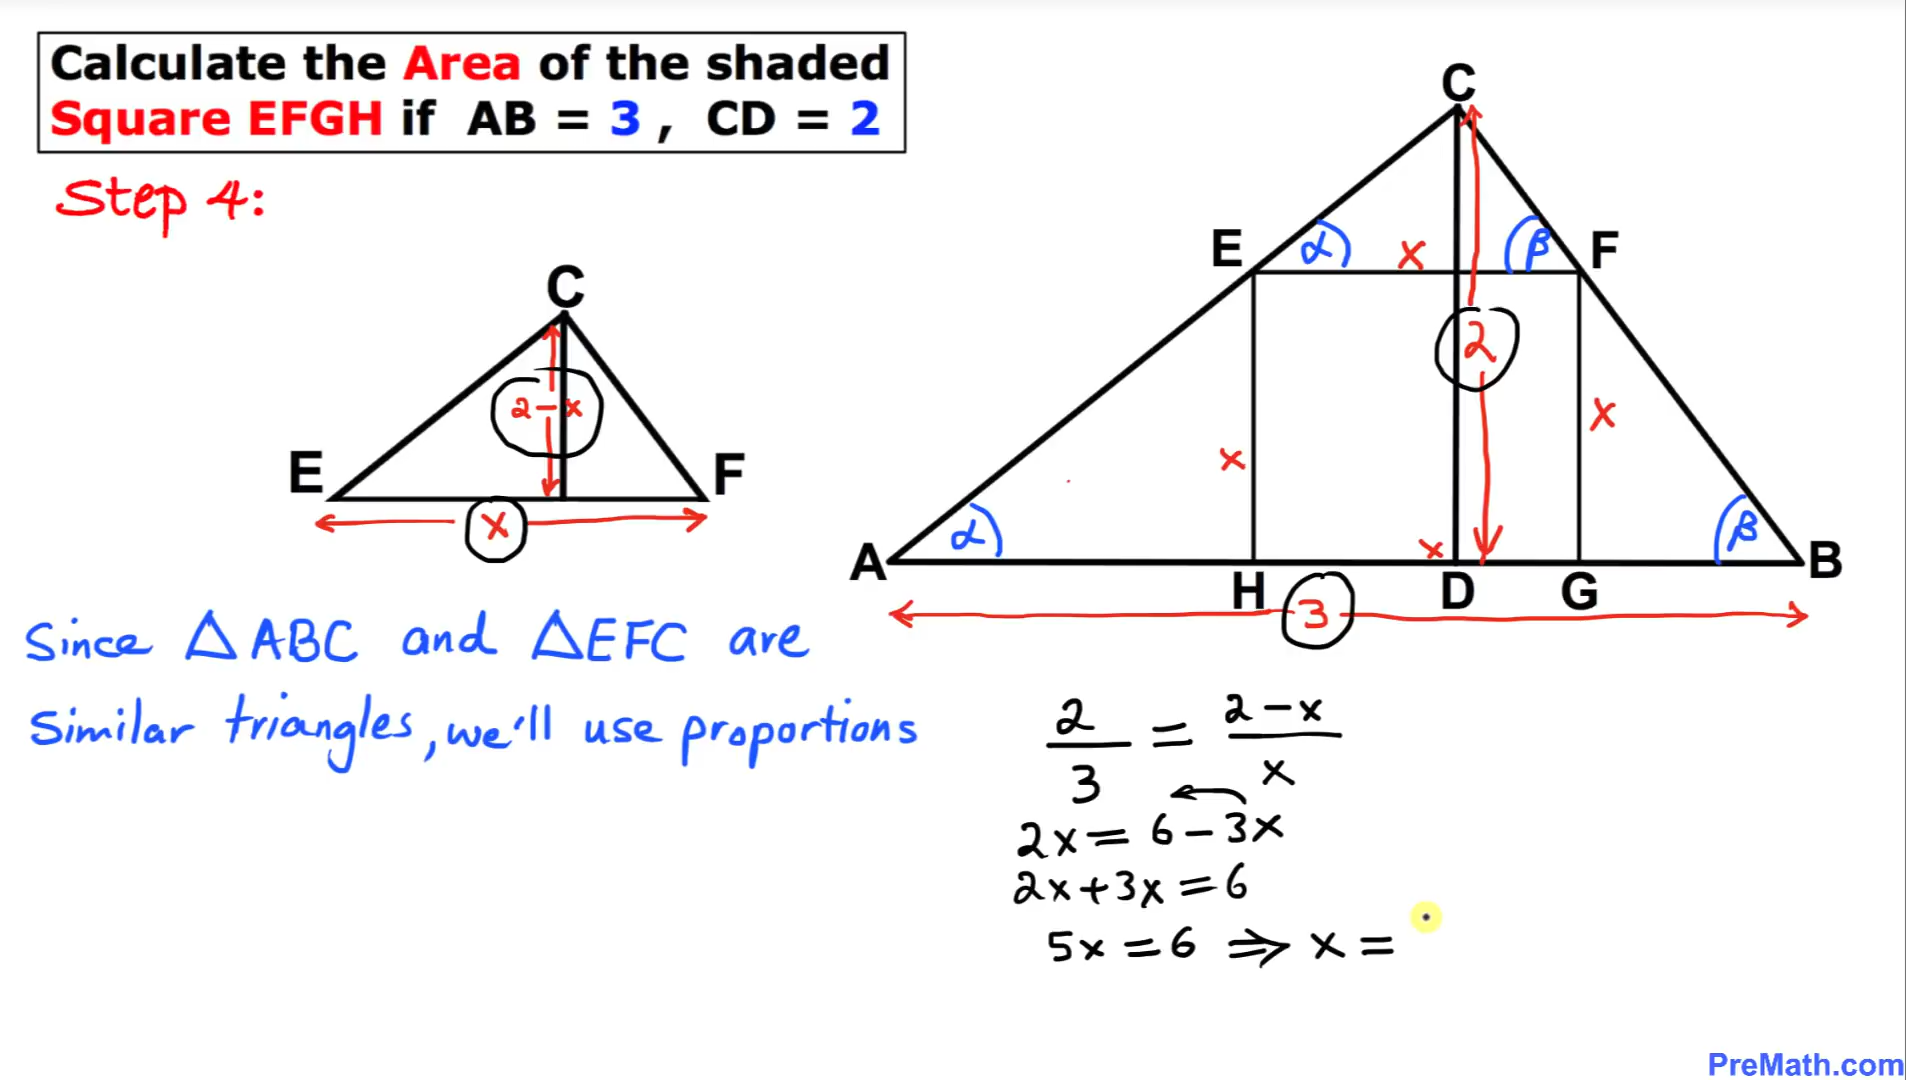 Calculate the Area of the shaded
Square EFGH if AB = 3 , CD = 2
Step 4:
C
2 - x
E
F
x
C
E
α
x
β
F
2
x
x
α
x
β
A
H
D
G
B
3
Since △ABC and △EFC are
Similar triangles, we'll use proportions
2/3 = 2-x/x
2x = 6 - 3x
2x + 3x = 6
5x = 6 ⇒ x =
PreMath.com